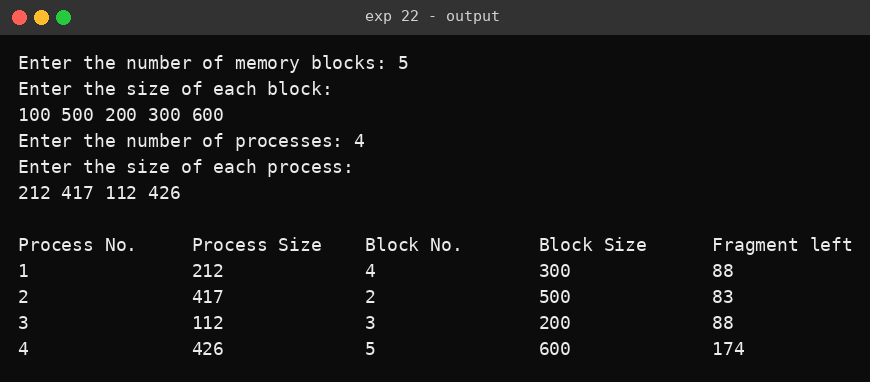 exp 22 - output
Enter the number of memory blocks: 5
Enter the size of each block:
100 500 200 300 600
Enter the number of processes: 4
Enter the size of each process:
212 417 112 426
Process No. Process Size Block No. Block Size Fragment left
1 212 4 300 88
2 417 2 500 83
3 112 3 200 88
4 426 5 600 174